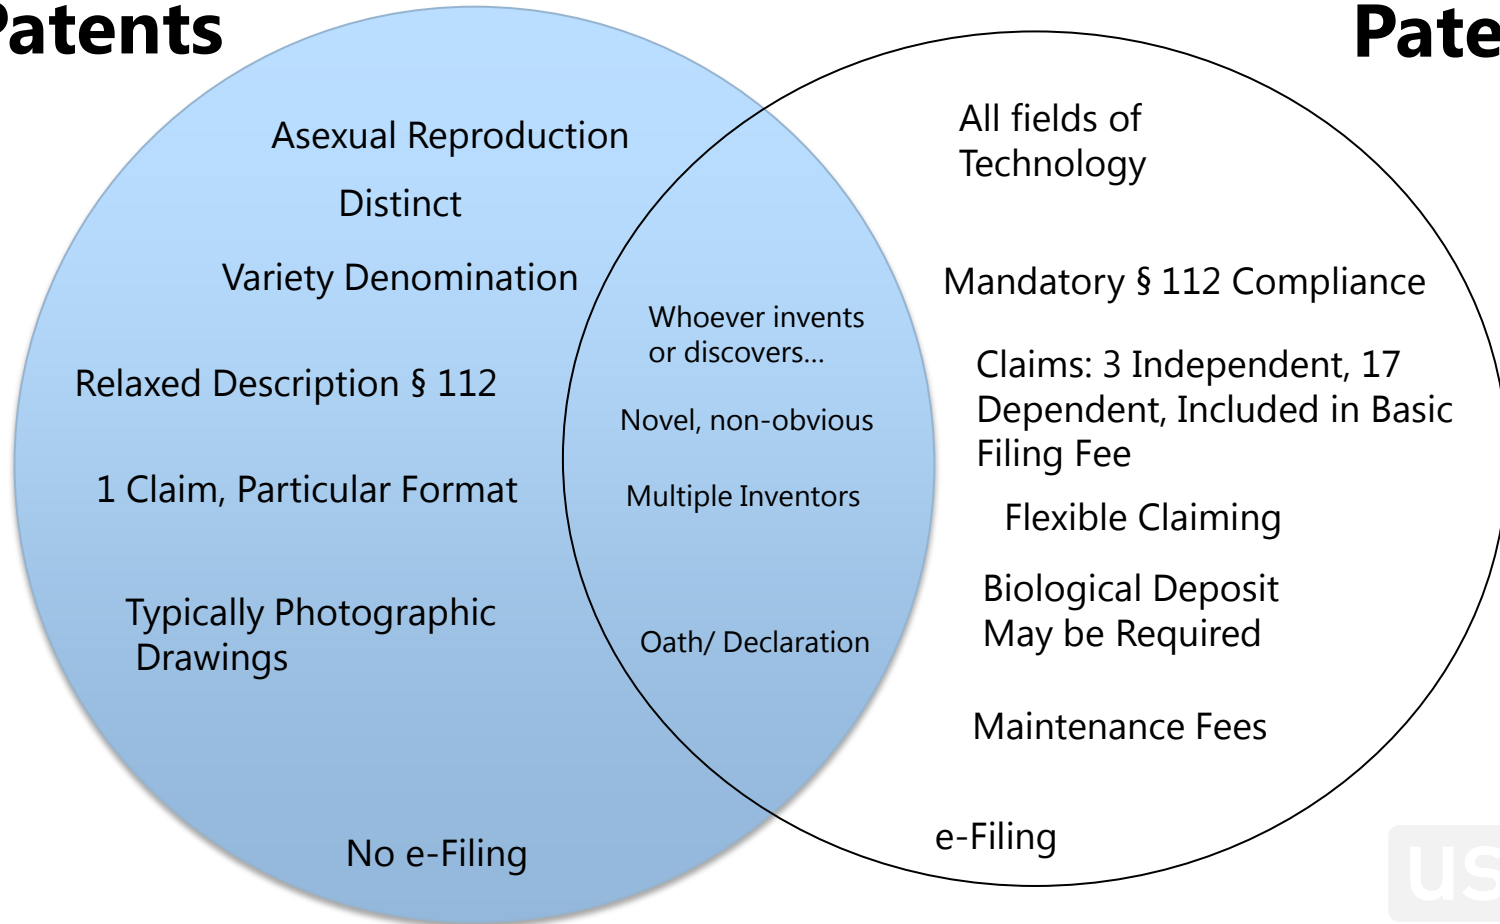 Patents
Pate
Asexual Reproduction
Distinct
Variety Denomination
Relaxed Description § 112
1 Claim, Particular Format
Typically Photographic
Drawings
No e-Filing
Whoever invents
or discovers...
Novel, non-obvious
Multiple Inventors
Oath/ Declaration
All fields of
Technology
Mandatory § 112 Compliance
Claims: 3 Independent, 17
Dependent, Included in Basic
Filing Fee
Flexible Claiming
Biological Deposit
May be Required
Maintenance Fees
e-Filing
us